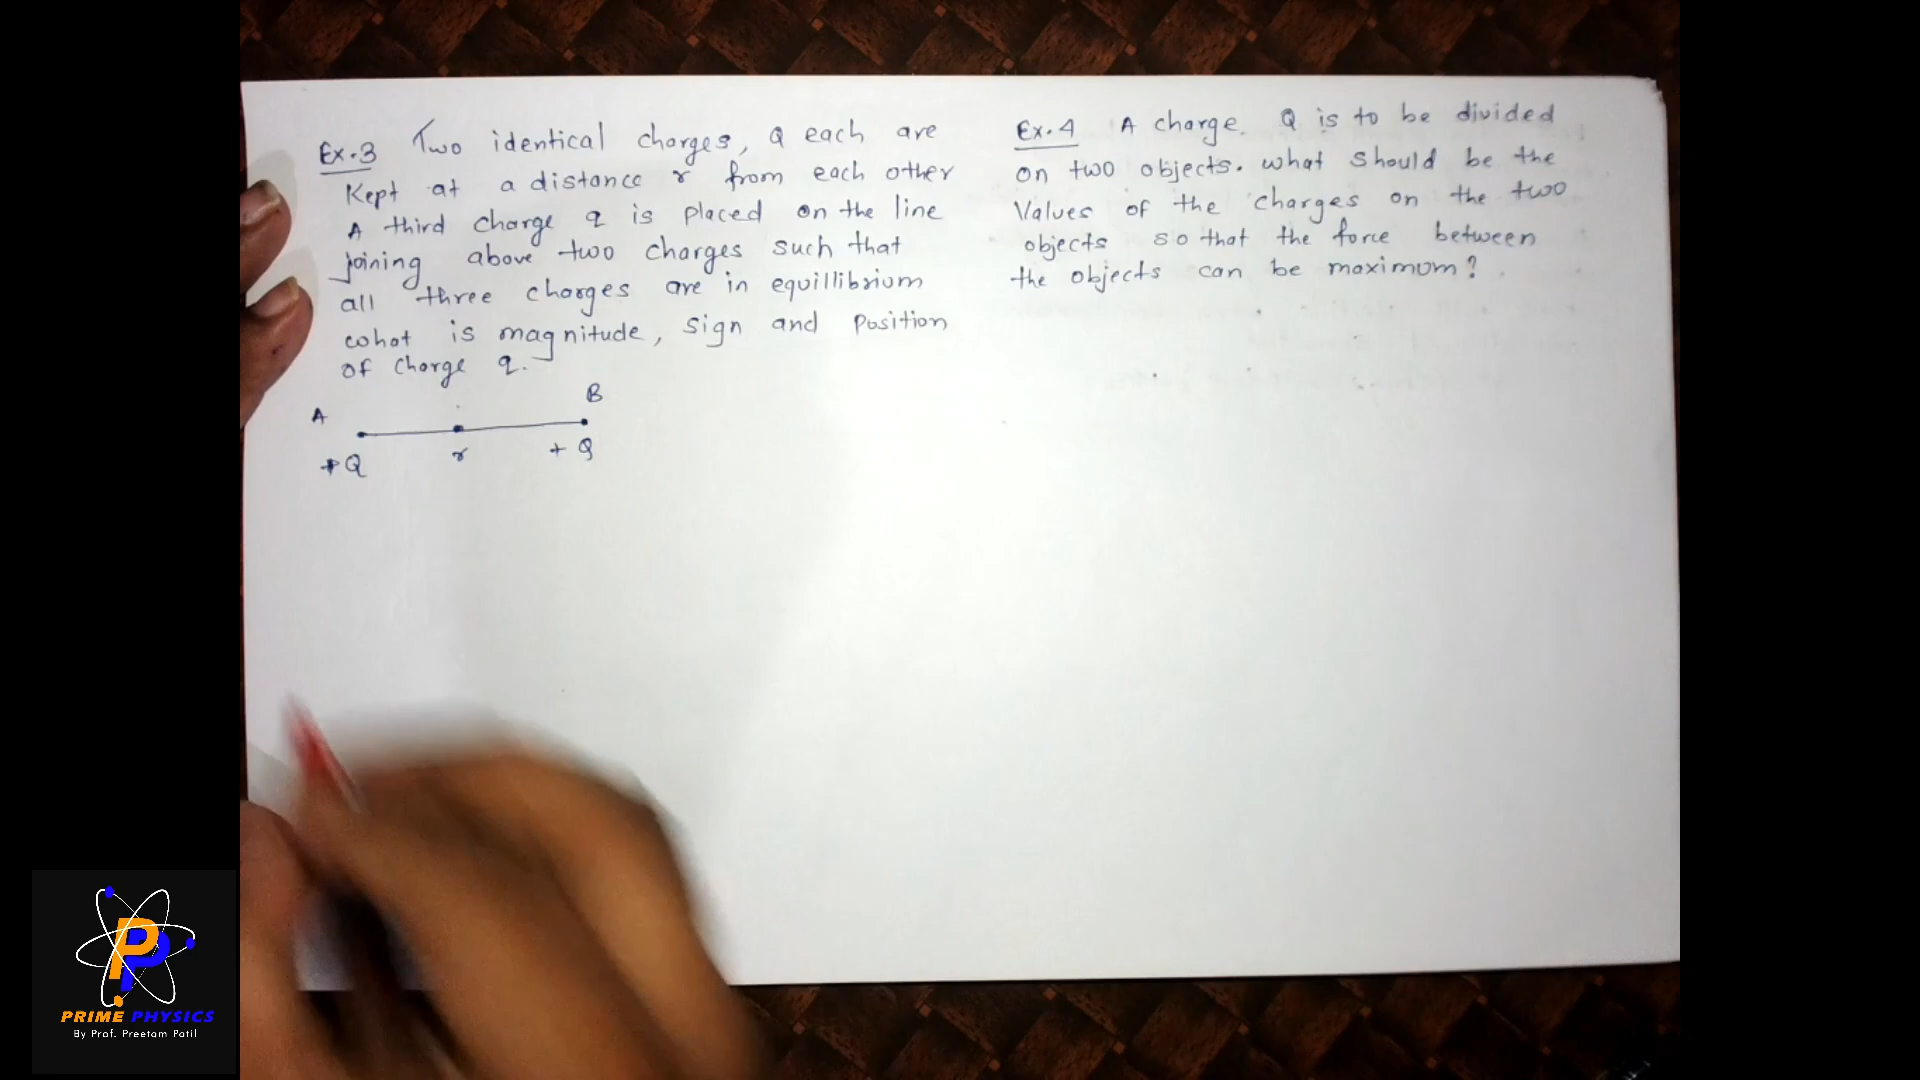 Ex.3 Two identical charges, Q each are
Kept at a distance r from each other
A third charge q is placed on the line
joining above two charges such that
all three charges are in equillibrium
what is magnitude, sign and position
of charge q.
A
B
+Q
r
+ Q
Ex.4 A charge. Q is to be divided
on two objects. what should be the
Values of the charges on the two
objects so that the force between
the objects can be maximum?
PP
PRIME PHYSICS
By Prof. Preetam Patil